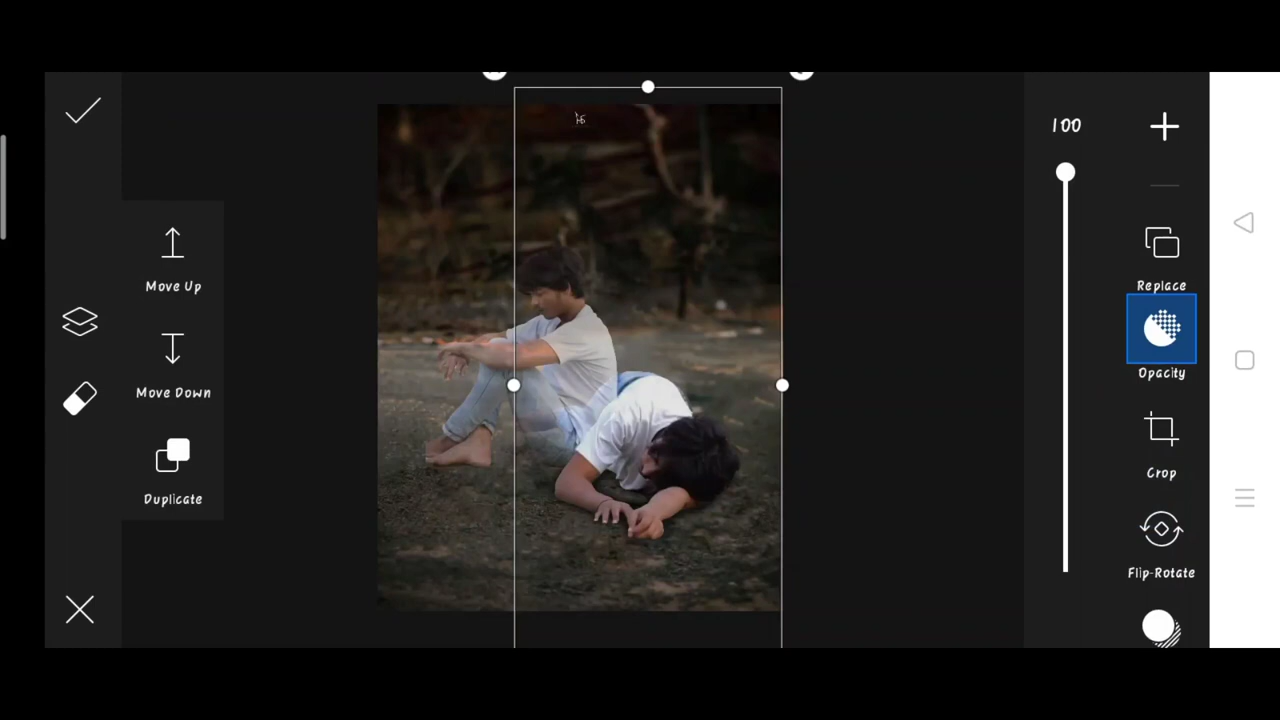 100
Move Up
Replace
Opacity
Move Down
Crop
Duplicate
Flip-Rotate